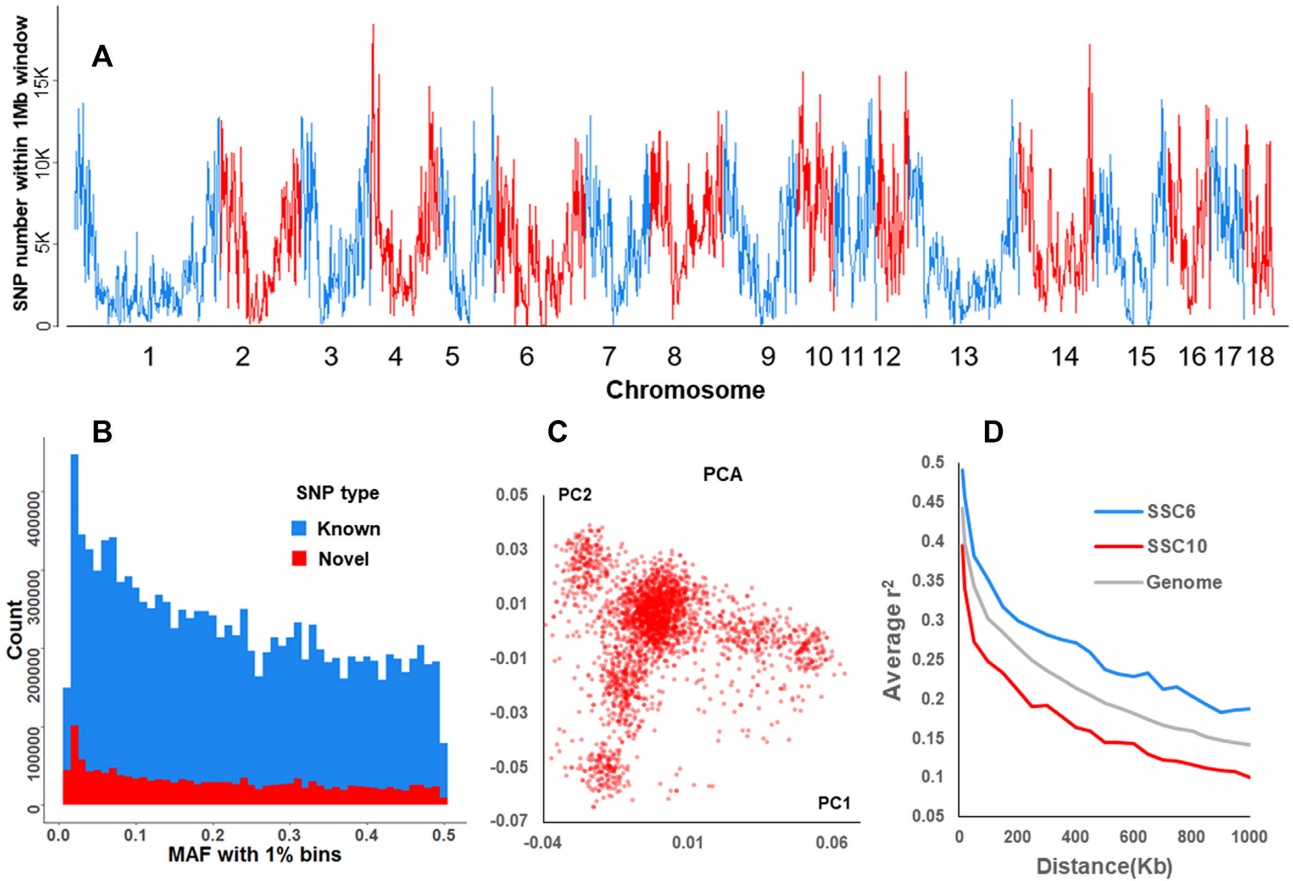 A
SNP number within 1Mb window
15K
10K
5K
0
1 2 3 4 5 6 7 8 9 10 11 12 13 14 15 16 17 18
Chromosome
B
Count
400000
300000
200000
100000
0
SNP type
Known
Novel
0.0 0.1 0.2 0.3 0.4 0.5
MAF with 1% bins
C
PCA
PC2
0.05
0.03
0.01
-0.01
-0.03
-0.05
-0.07
PC1
-0.04 0.01 0.06
D
Average r²
0.5
0.45
0.4
0.35
0.3
0.25
0.2
0.15
0.1
0.05
SSC6
SSC10
Genome
0 200 400 600 800 1000
Distance(Kb)